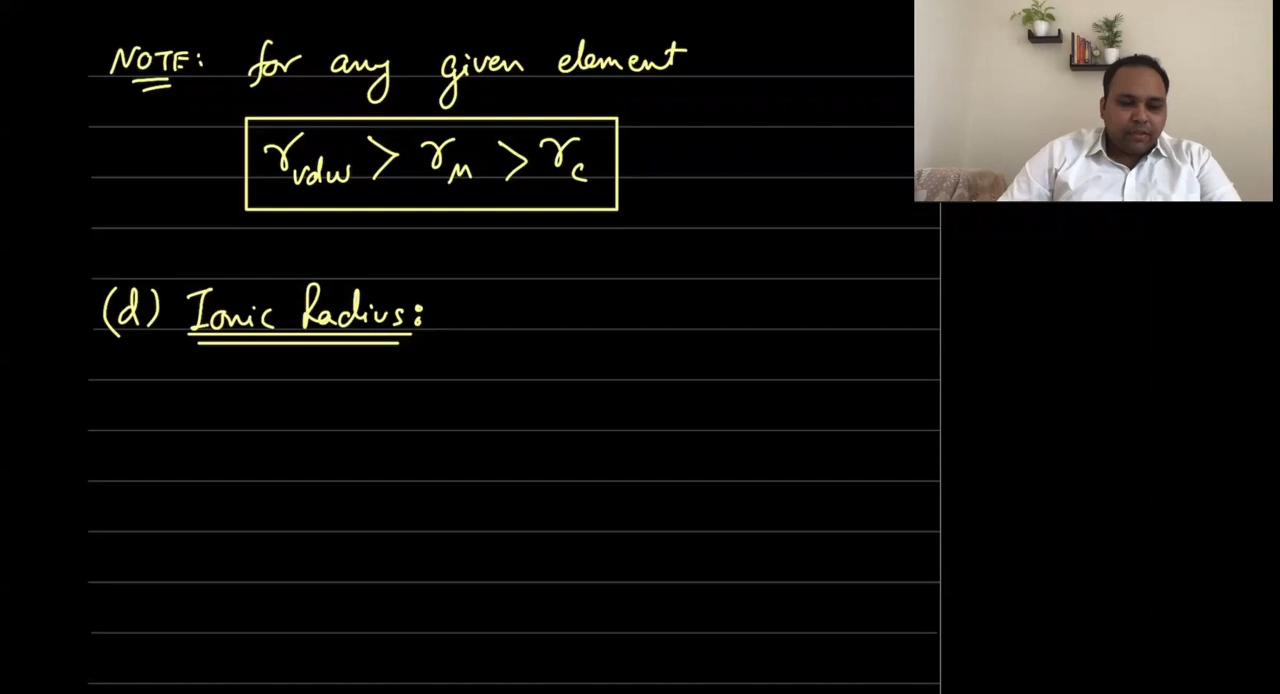 NOTE: for any given element
r_vdw > r_M > r_c
(d) Ionic Radius: